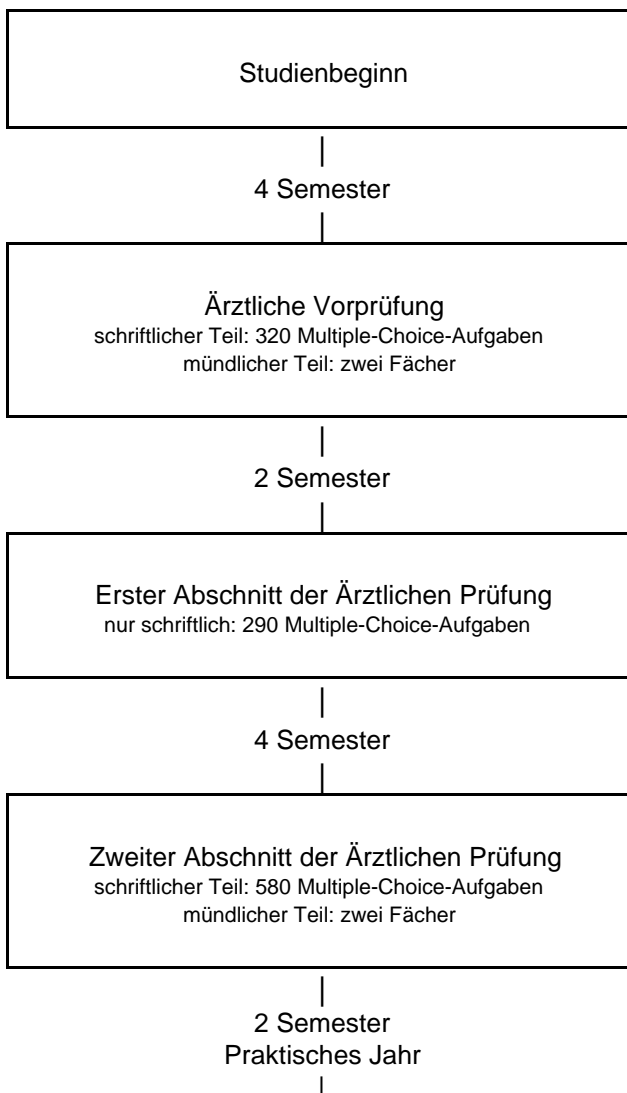 Studienbeginn
4 Semester
Ärztliche Vorprüfung
schriftlicher Teil: 320 Multiple-Choice-Aufgaben
mündlicher Teil: zwei Fächer
2 Semester
Erster Abschnitt der Ärztlichen Prüfung
nur schriftlich: 290 Multiple-Choice-Aufgaben
4 Semester
Zweiter Abschnitt der Ärztlichen Prüfung
schriftlicher Teil: 580 Multiple-Choice-Aufgaben
mündlicher Teil: zwei Fächer
2 Semester
Praktisches Jahr